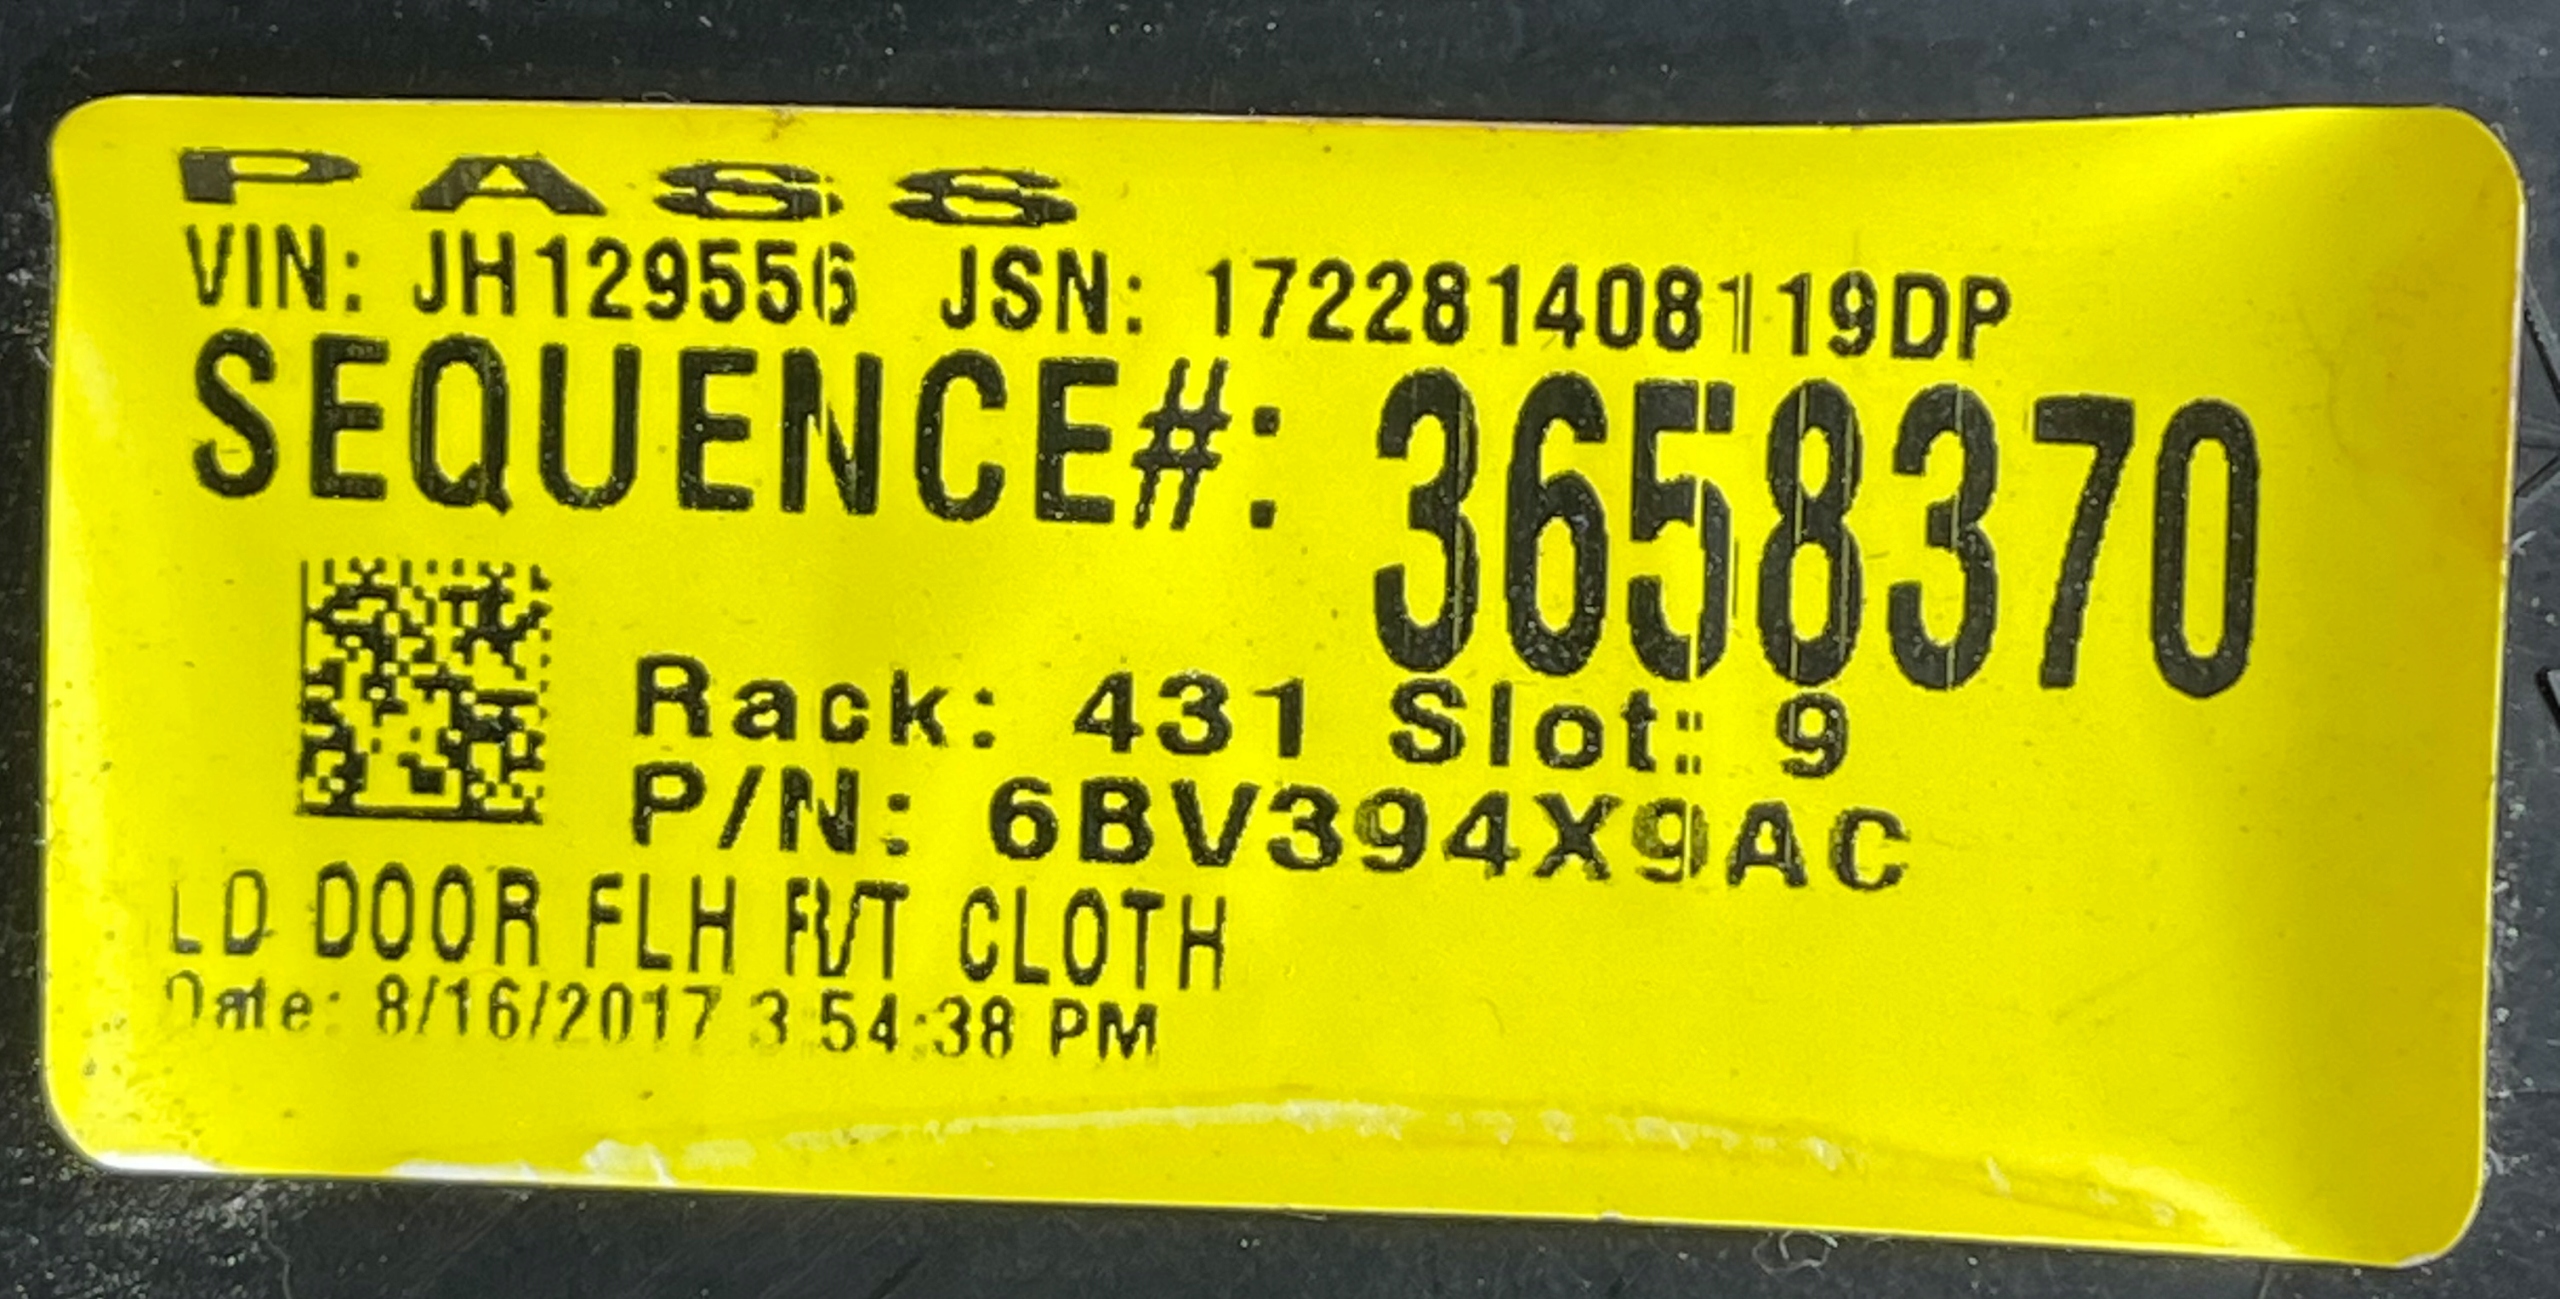 PASS
VIN: JH129556 JSN: 172281408119DP
SEQUENCE#: 3658370
Rack: 431 Slot: 9
P/N: 6BV394X9AC
LD DOOR FLH CLOTH
Date: 8/16/2017 3:54:38 PM